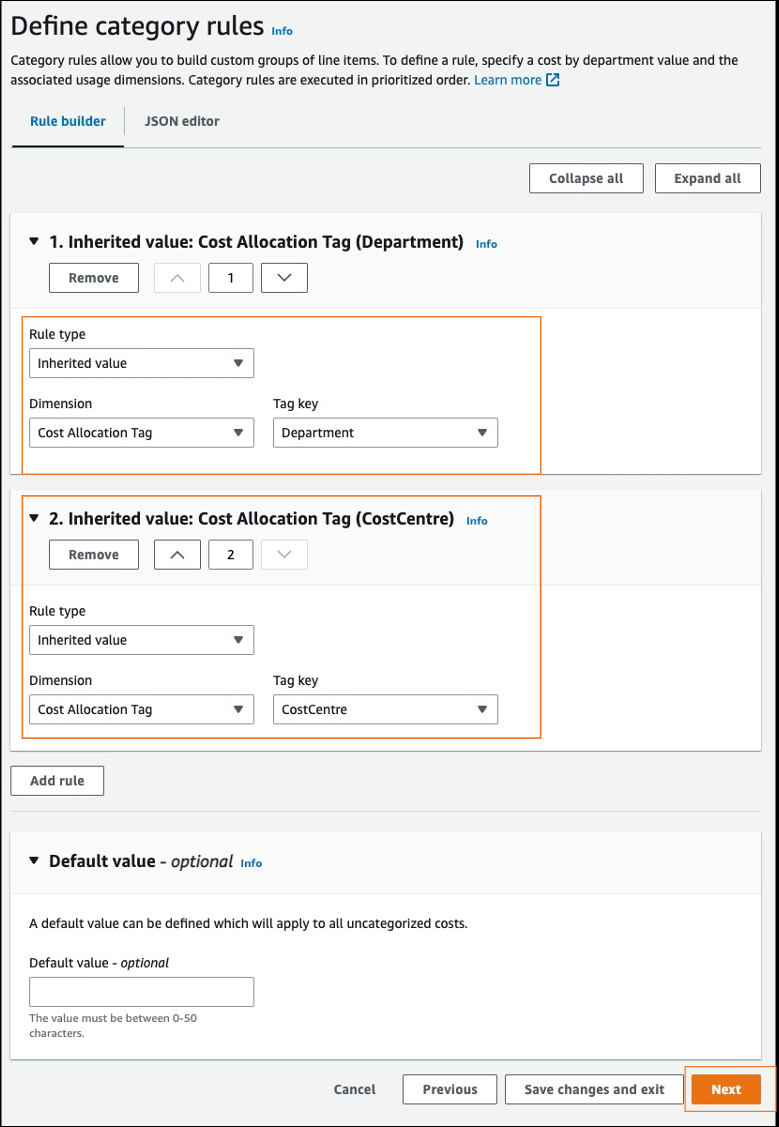 Define category rules Info
Category rules allow you to build custom groups of line items. To define a rule, specify a cost by department value and the
associated usage dimensions. Category rules are executed in prioritized order. Learn more
Rule builder JSON editor
Collapse all Expand all
1. Inherited value: Cost Allocation Tag (Department) Info
Remove 1
Rule type
Inherited value
Dimension Tag key
Cost Allocation Tag Department
2. Inherited value: Cost Allocation Tag (CostCentre) Info
Remove 2
Rule type
Inherited value
Dimension Tag key
Cost Allocation Tag CostCentre
Add rule
Default value - optional Info
A default value can be defined which will apply to all uncategorized costs.
Default value - optional
The value must be between 0-50
characters.
Cancel Previous Save changes and exit Next